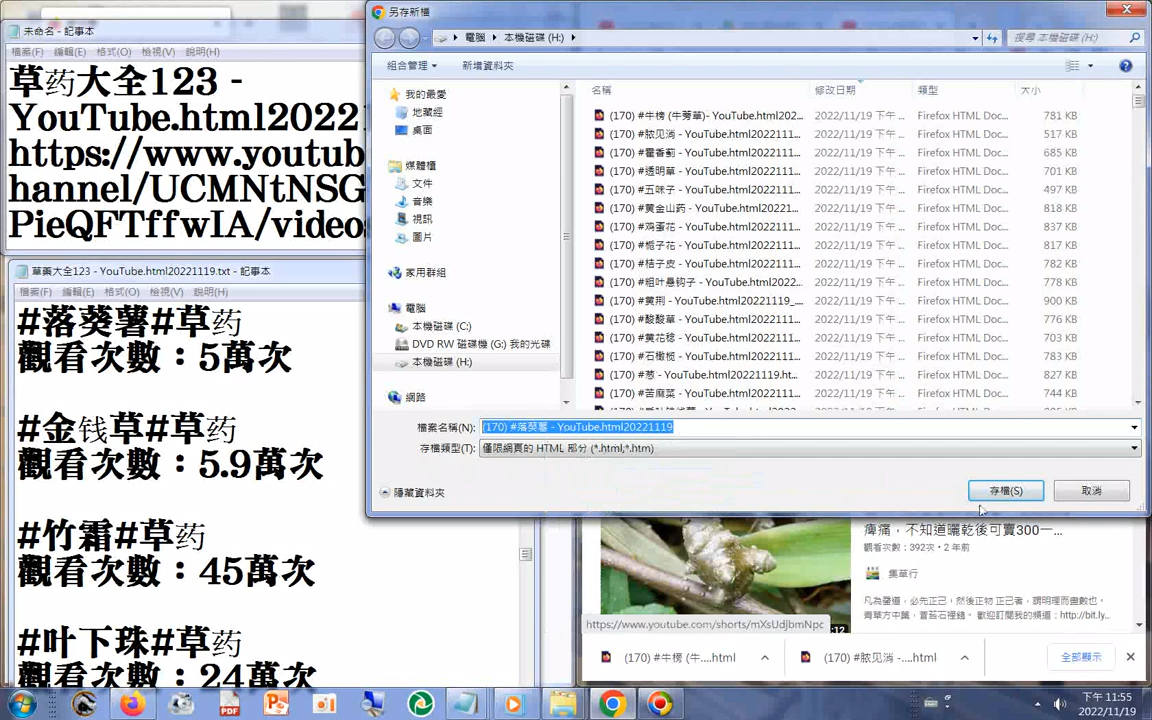 未命名 - 記事本
檔案(F) 編輯(E) 格式(O) 檢視(V) 說明(H)
草药大全123 -
YouTube.html2022
https://www.youtub
hannel/UCMNtNSG
PieQFTffwIA/videos
草藥大全123 - YouTube.html20221119.txt - 記事本
檔案(F) 編輯(E) 格式(O) 檢視(V) 說明(H)
#落葵薯#草药
觀看次數：5萬次
#金钱草#草药
觀看次數：5.9萬次
#竹霜#草药
觀看次數：45萬次
#叶下珠#草药
觀看次數：24萬次
另存新檔
電腦 本機磁碟 (H:)
搜尋 本機磁碟 (H:)
組合管理 新增資料夾
我的最愛
地藏經
桌面
媒體櫃
文件
音樂
視訊
圖片
家用群組
電腦
本機磁碟 (C:)
DVD RW 磁碟機 (G:) 我的光碟
本機磁碟 (H:)
網路
名稱 修改日期 類型 大小
(170) #牛榜 (牛蒡草)- YouTube.html202... 2022/11/19 下午 ... Firefox HTML Doc... 781 KB
(170) #脓见消 - YouTube.html2022111... 2022/11/19 下午 ... Firefox HTML Doc... 517 KB
(170) #霍香蓟 - YouTube.html2022111... 2022/11/19 下午 ... Firefox HTML Doc... 685 KB
(170) #透明草 - YouTube.html2022111... 2022/11/19 下午 ... Firefox HTML Doc... 701 KB
(170) #五味子 - YouTube.html2022111... 2022/11/19 下午 ... Firefox HTML Doc... 497 KB
(170) #黄金山药 - YouTube.html20221... 2022/11/19 下午 ... Firefox HTML Doc... 818 KB
(170) #鸡蛋花 - YouTube.html2022111... 2022/11/19 下午 ... Firefox HTML Doc... 837 KB
(170) #栀子花 - YouTube.html2022111... 2022/11/19 下午 ... Firefox HTML Doc... 817 KB
(170) #桔子皮 - YouTube.html2022111... 2022/11/19 下午 ... Firefox HTML Doc... 782 KB
(170) #粗叶悬钩子 - YouTube.html2022... 2022/11/19 下午 ... Firefox HTML Doc... 778 KB
(170) #黄荆 - YouTube.html20221119_... 2022/11/19 下午 ... Firefox HTML Doc... 900 KB
(170) #酸酸草 - YouTube.html2022111... 2022/11/19 下午 ... Firefox HTML Doc... 776 KB
(170) #黄花稔 - YouTube.html2022111... 2022/11/19 下午 ... Firefox HTML Doc... 703 KB
(170) #石橄榄 - YouTube.html2022111... 2022/11/19 下午 ... Firefox HTML Doc... 783 KB
(170) #葱 - YouTube.html20221119.ht... 2022/11/19 下午 ... Firefox HTML Doc... 827 KB
(170) #苦麻菜 - YouTube.html2022111... 2022/11/19 下午 ... Firefox HTML Doc... 744 KB
檔案名稱(N): (170) #落葵薯 - YouTube.html20221119
存檔類型(T): 僅限網頁的 HTML 部分 (*.html;*.htm)
隱藏資料夾 存檔(S) 取消
痺痛，不知道曬乾後可賣300一...
觀看次數：392次・2 年前
集草行
凡為醫道，必先正己，然後正物 正己者，謂明理而盡數也。
歡迎訂閱我的頻道：http://bit.ly...
https://www.youtube.com/shorts/mXsUdjbmNpc
(170) #牛榜 (牛....html
(170) #脓见消 -....html
全部顯示
下午 11:55
2022/11/19